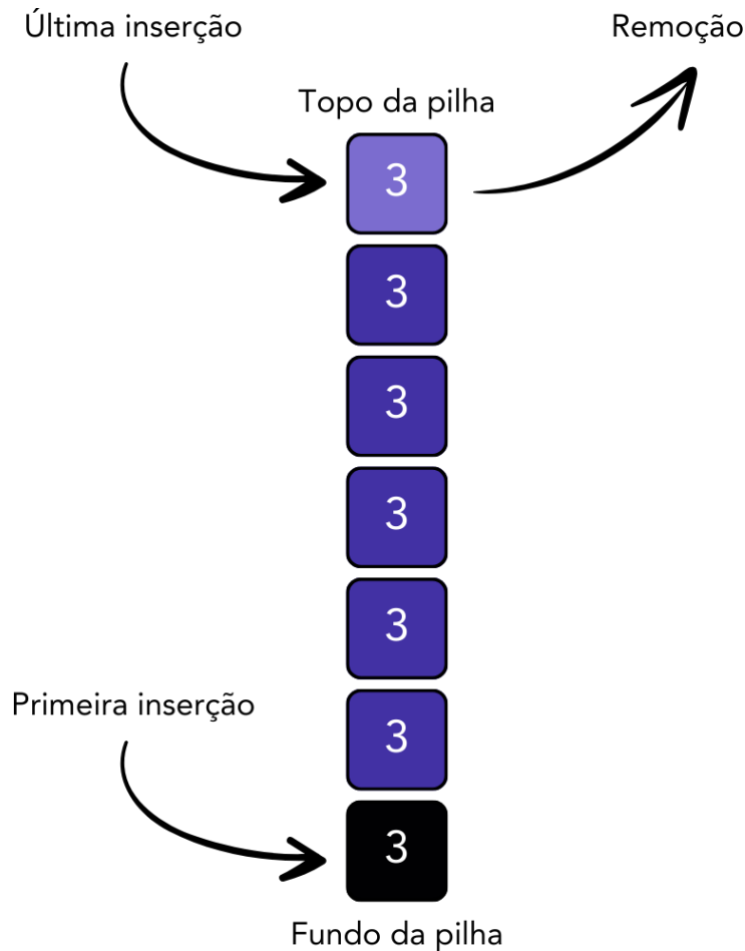 Última inserção
Remoção
Topo da pilha
3
3
3
3
3
3
Primeira inserção
3
Fundo da pilha